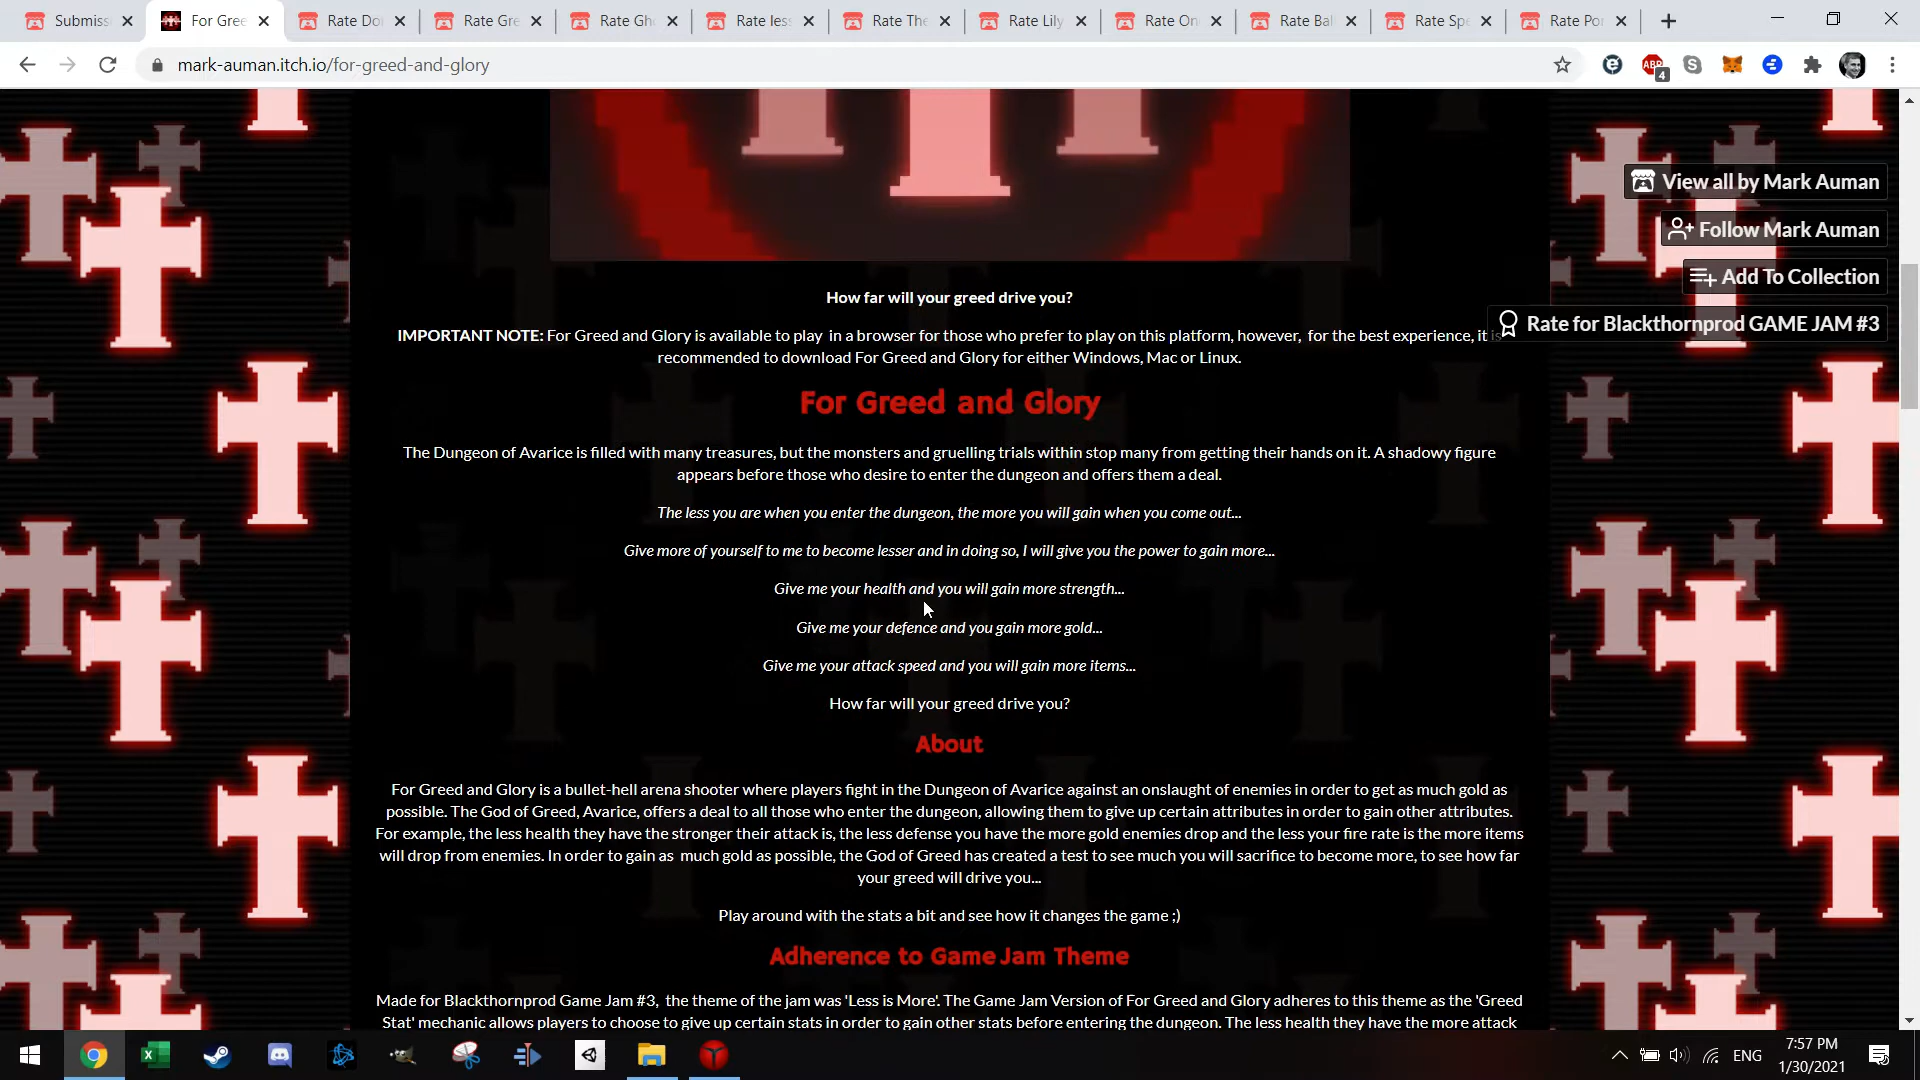 Submiss
For Gree
Rate Do
Rate Gre
Rate Gh
Rate les
Rate The
Rate Lily
Rate On
Rate Bal
Rate Spe
Rate Por
mark-auman.itch.io/for-greed-and-glory
ABP
4
View all by Mark Auman
Follow Mark Auman
Add To Collection
Rate for Blackthornprod GAME JAM #3
How far will your greed drive you?
IMPORTANT NOTE: For Greed and Glory is available to play in a browser for those who prefer to play on this platform, however, for the best experience, it is
recommended to download For Greed and Glory for either Windows, Mac or Linux.
For Greed and Glory
The Dungeon of Avarice is filled with many treasures, but the monsters and gruelling trials within stop many from getting their hands on it. A shadowy figure
appears before those who desire to enter the dungeon and offers them a deal.
The less you are when you enter the dungeon, the more you will gain when you come out...
Give more of yourself to me to become lesser and in doing so, I will give you the power to gain more...
Give me your health and you will gain more strength...
Give me your defence and you gain more gold...
Give me your attack speed and you will gain more items...
How far will your greed drive you?
About
For Greed and Glory is a bullet-hell arena shooter where players fight in the Dungeon of Avarice against an onslaught of enemies in order to get as much gold as
possible. The God of Greed, Avarice, offers a deal to all those who enter the dungeon, allowing them to give up certain attributes in order to gain other attributes.
For example, the less health they have the stronger their attack is, the less defense you have the more gold enemies drop and the less your fire rate is the more items
will drop from enemies. In order to gain as much gold as possible, the God of Greed has created a test to see much you will sacrifice to become more, to see how far
your greed will drive you...
Play around with the stats a bit and see how it changes the game ;)
Adherence to Game Jam Theme
Made for Blackthornprod Game Jam #3, the theme of the jam was 'Less is More'. The Game Jam Version of For Greed and Glory adheres to this theme as the 'Greed
Stat' mechanic allows players to choose to give up certain stats in order to gain other stats before entering the dungeon. The less health they have the more attack
ENG
7:57 PM
1/30/2021